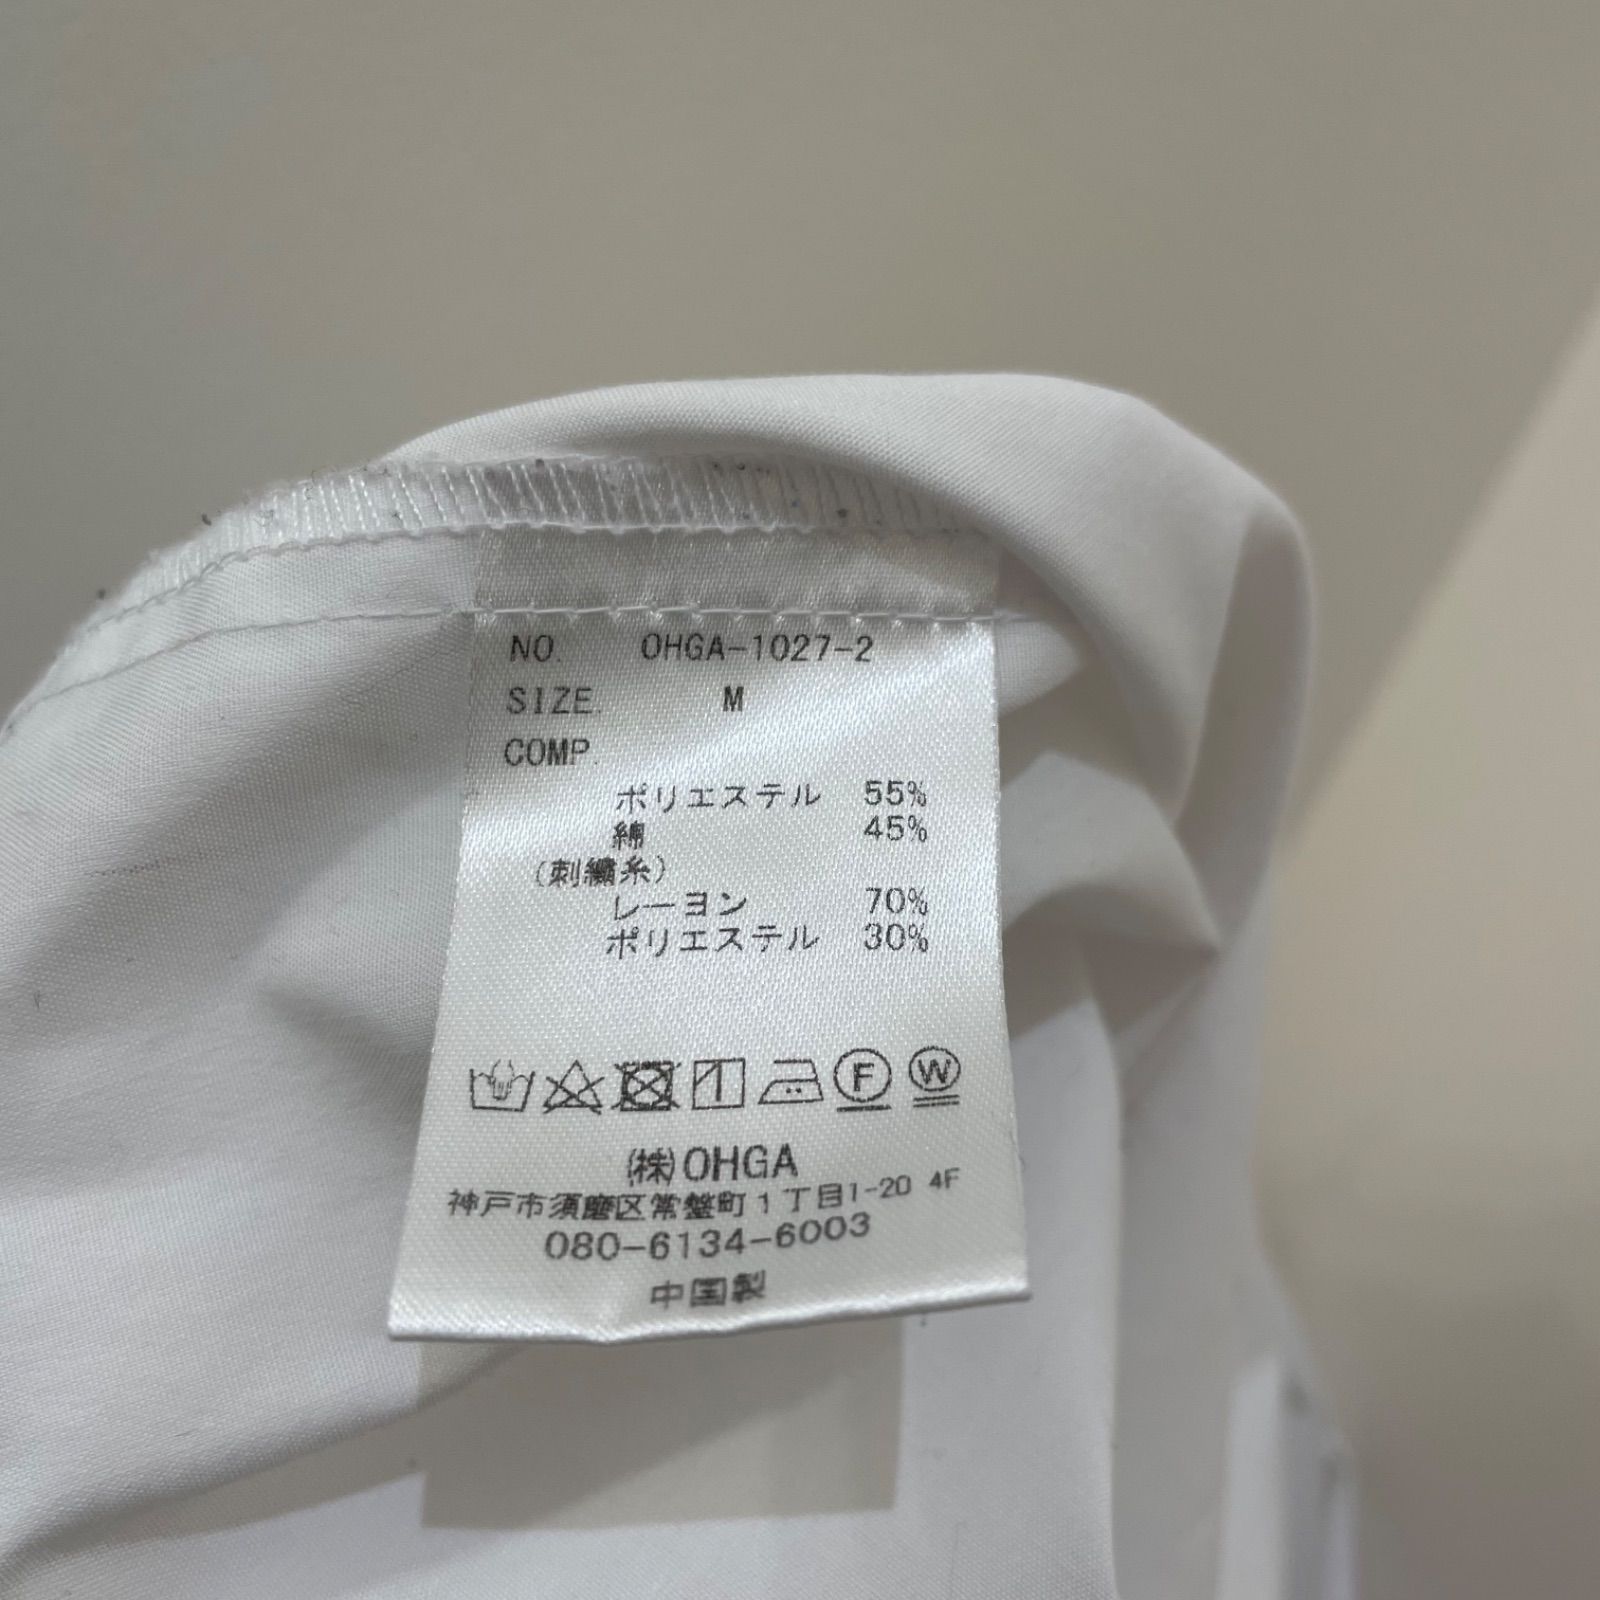 NO. OHGA-1027-2
SIZE. M
COMP.
ポリエステル 55%
綿 45%
(刺繍糸)
レーヨン 70%
ポリエステル 30%
F W
(株)OHGA
神戸市須磨区常盤町1丁目1-20 4F
080-6134-6003
中国製